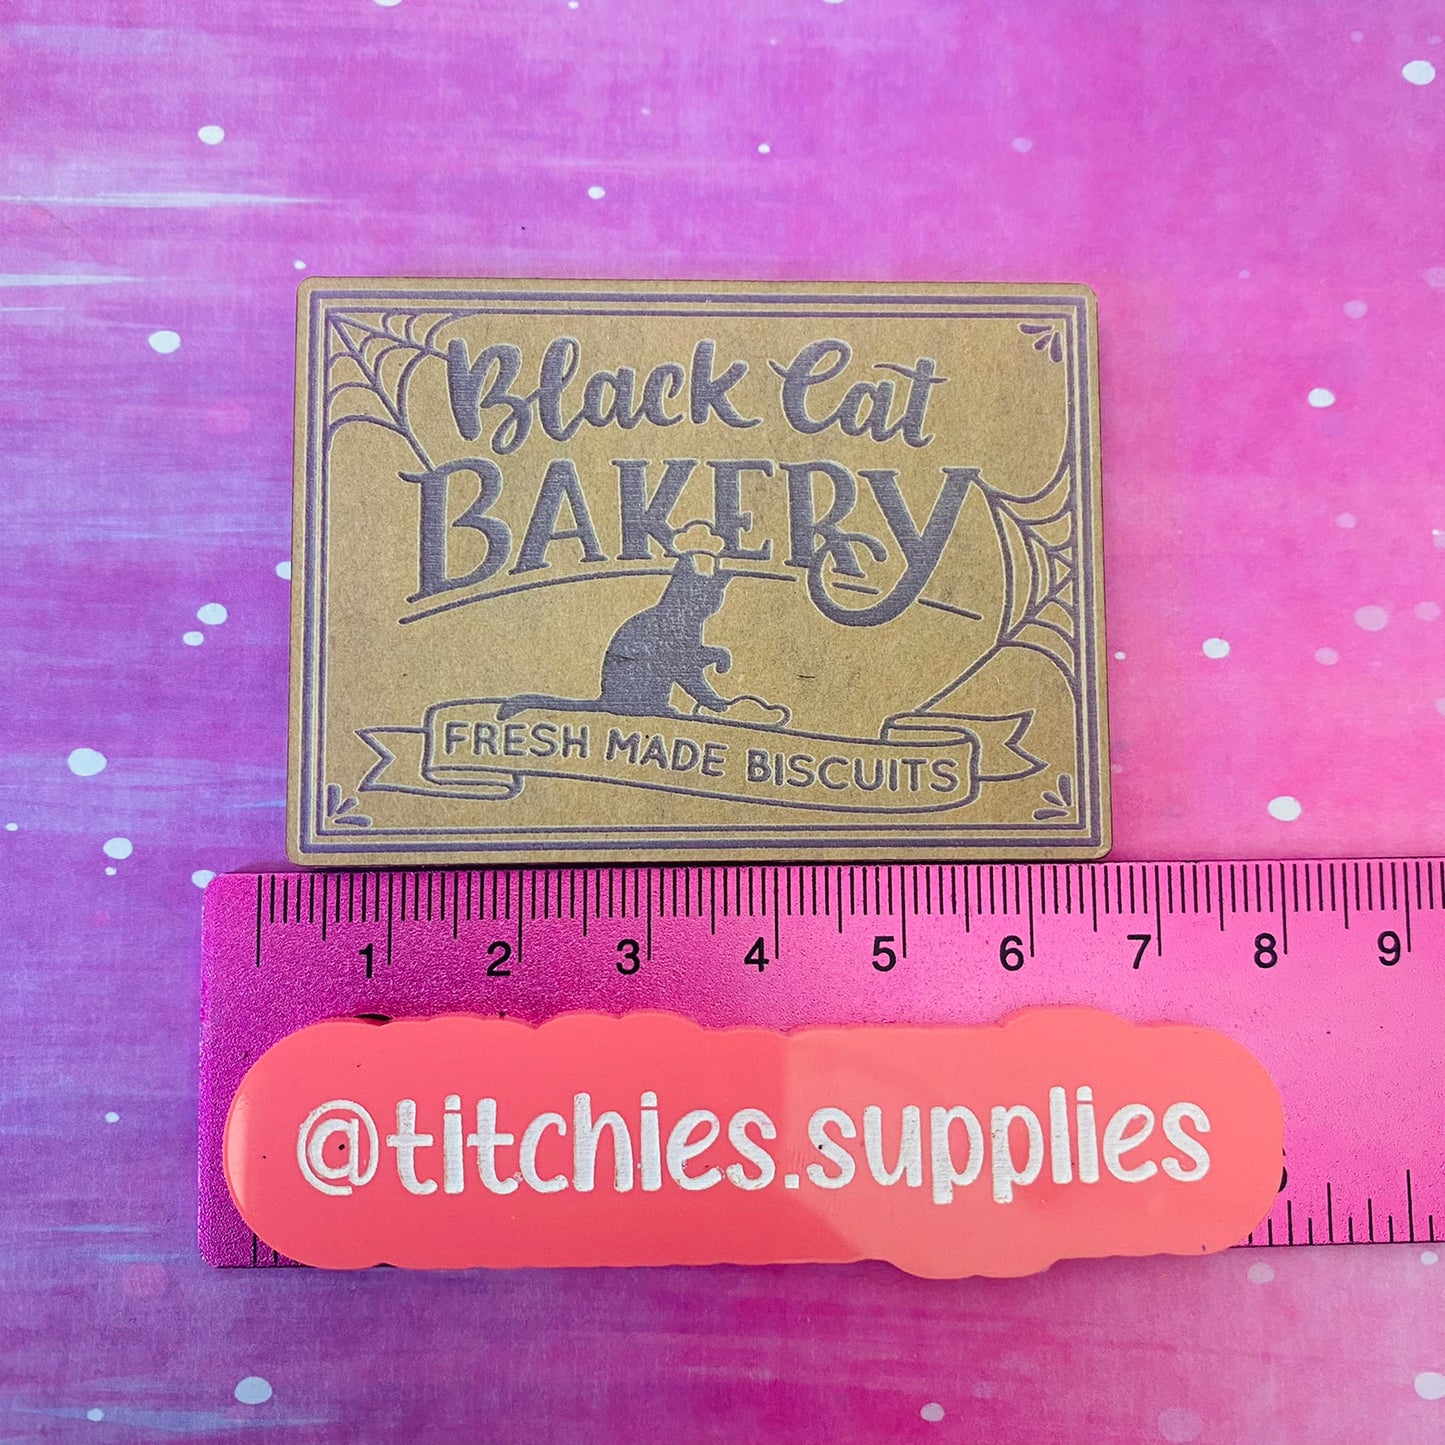 Black Cat
BAKERY
FRESH MADE BISCUITS
1 2 3 4 5 6 7 8 9
@titchies.supplies